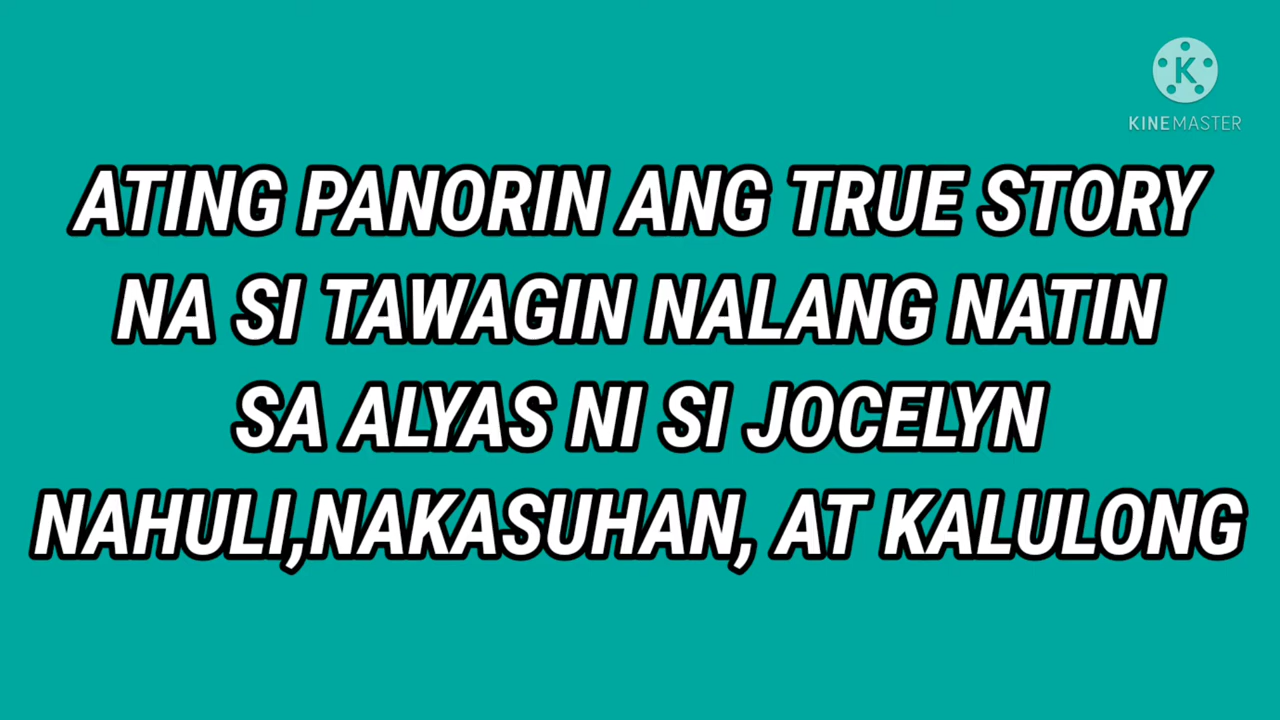 KINEMASTER
ATING PANORIN ANG TRUE STORY
NA SI TAWAGIN NALANG NATIN
SA ALYAS NI SI JOCELYN
NAHULI,NAKASUHAN, AT KALULONG